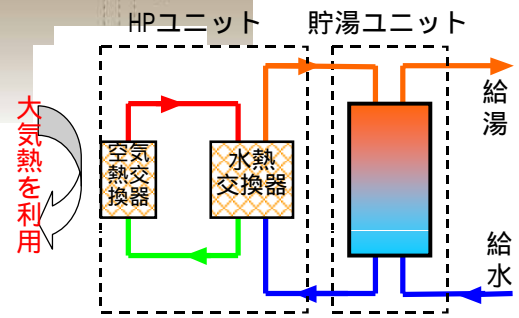 HPユニット
貯湯ユニット
大気熱を利用
空気
熱交
換器
水熱
交換器
給湯
給水